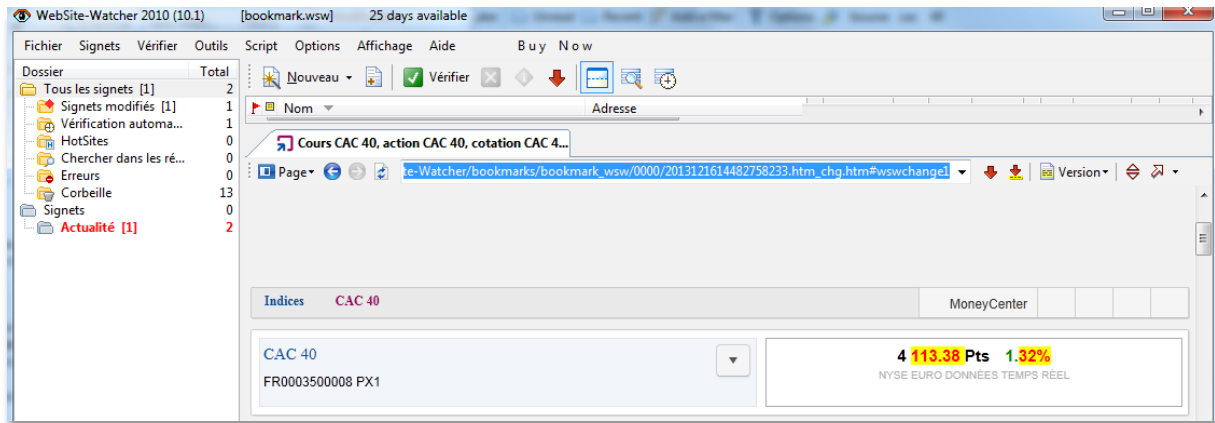 WebSite-Watcher 2010 (10.1) [bookmark.wsw] 25 days available
Fichier Signets Vérifier Outils Script Options Affichage Aide Buy Now
Dossier Total
Tous les signets [1] 2
Signets modifiés [1] 1
Vérification automa... 1
HotSites 0
Chercher dans les ré... 0
Erreurs 0
Corbeille 13
Signets 0
Actualité [1] 2
Nouveau Vérifier
Nom Adresse
Cours CAC 40, action CAC 40, cotation CAC 4...
Page te-Watcher/bookmarks/bookmark_wsw/0000/2013121614482758233.htm_chg.htm#wswchange1 Version
Indices CAC 40 MoneyCenter
CAC 40
FR0003500008 PX1
4 113.38 Pts 1.32%
NYSE EURO DONNÉES TEMPS RÉEL